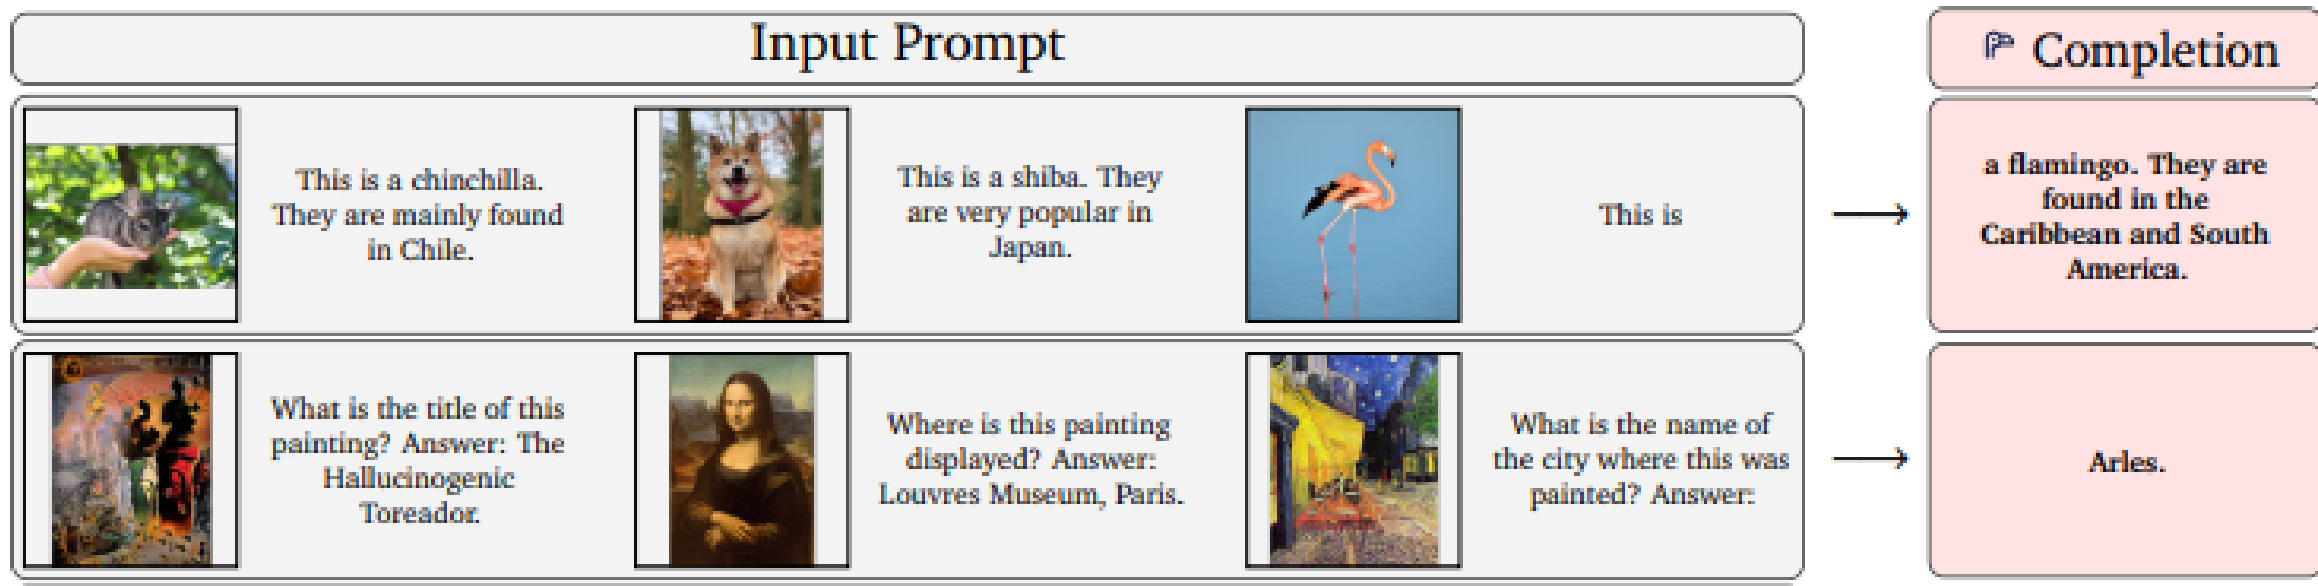 Input Prompt
Completion
This is a chinchilla.
They are mainly found
in Chile.
This is a shiba. They
are very popular in
Japan.
This is
a flamingo. They are
found in the
Caribbean and South
America.
What is the title of this
painting? Answer: The
Hallucinogenic
Toreador.
Where is this painting
displayed? Answer:
Louvres Museum, Paris.
What is the name of
the city where this was
painted? Answer:
Arles.